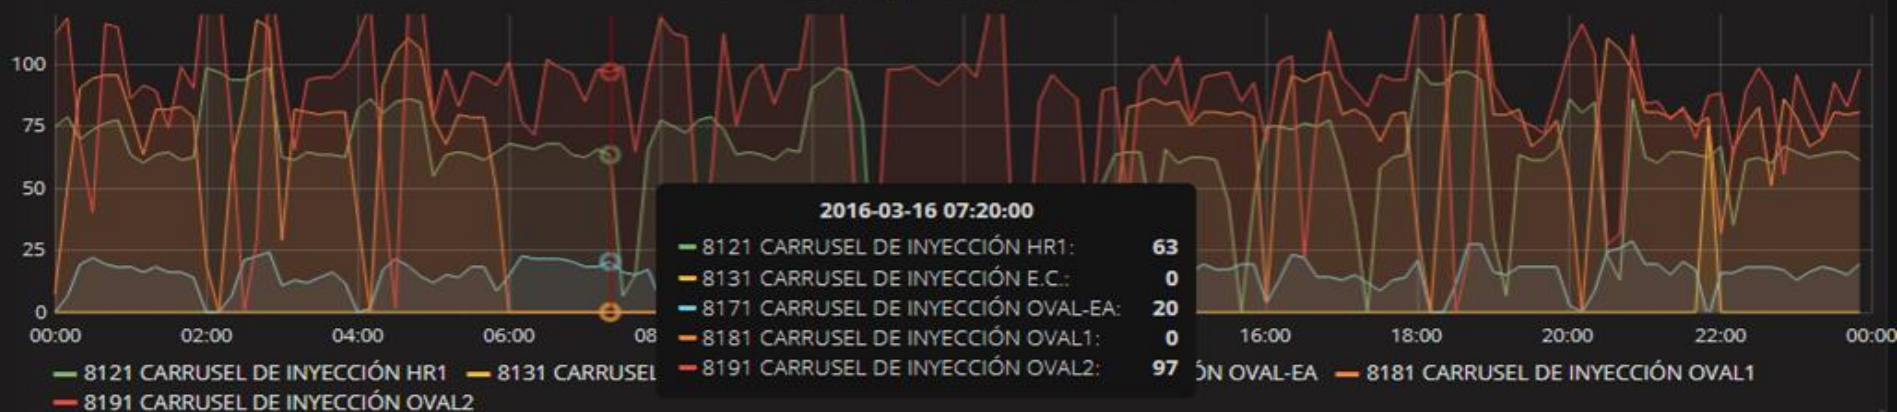 100
75
50
25
0
00:00 02:00 04:00 06:00 08 16:00 18:00 20:00 22:00 00:00
2016-03-16 07:20:00
8121 CARRUSEL DE INYECCIÓN HR1: 63
8131 CARRUSEL DE INYECCIÓN E.C.: 0
8171 CARRUSEL DE INYECCIÓN OVAL-EA: 20
8181 CARRUSEL DE INYECCIÓN OVAL1: 0
8191 CARRUSEL DE INYECCIÓN OVAL2: 97
8121 CARRUSEL DE INYECCIÓN HR1 8131 CARRUSEL ÓN OVAL-EA 8181 CARRUSEL DE INYECCIÓN OVAL1
8191 CARRUSEL DE INYECCIÓN OVAL2